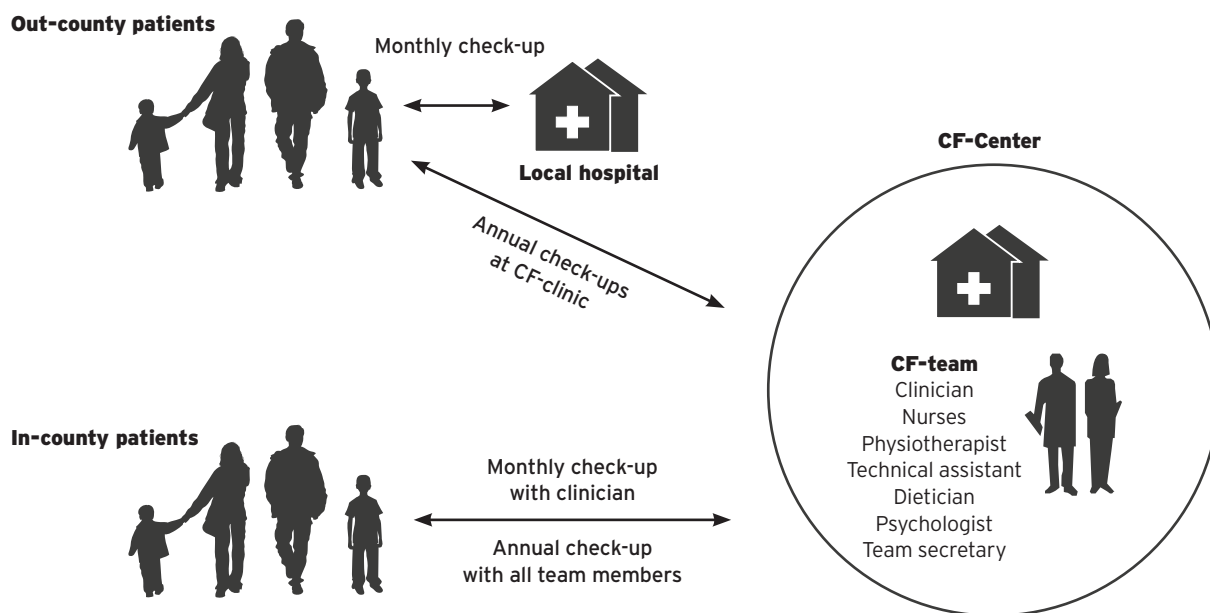 Out-county patients
Monthly check-up
Local hospital
Annual check-ups
at CF-clinic
CF-Center
CF-team
Clinician
Nurses
Physiotherapist
Technical assistant
Dietician
Psychologist
Team secretary
In-county patients
Monthly check-up
with clinician
Annual check-up
with all team members